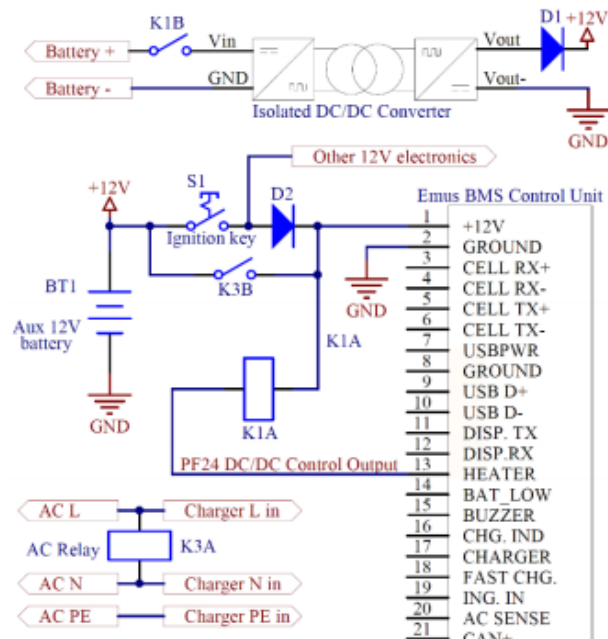 K1B
D1
+12V
Battery +
Vin
Vout
Battery -
GND
Vout-
Isolated DC/DC Converter
GND
Other 12V electronics
+12V
S1
D2
Emus BMS Control Unit
Ignition key
K3B
GND
BT1
Aux 12V
battery
GND
K1A
K1A
PF24 DC/DC Control Output
1 +12V
2 GROUND
3 CELL RX+
4 CELL RX-
5 CELL TX+
6 CELL TX-
7 USBPWR
8 GROUND
9 USB D+
10 USB D-
11 DISP. TX
12 DISP.RX
13 HEATER
14 BAT_LOW
15 BUZZER
16 CHG. IND
17 CHARGER
18 FAST CHG.
19 ING. IN
20 AC SENSE
21 CAN+
AC L
Charger L in
AC Relay
K3A
AC N
Charger N in
AC PE
Charger PE in